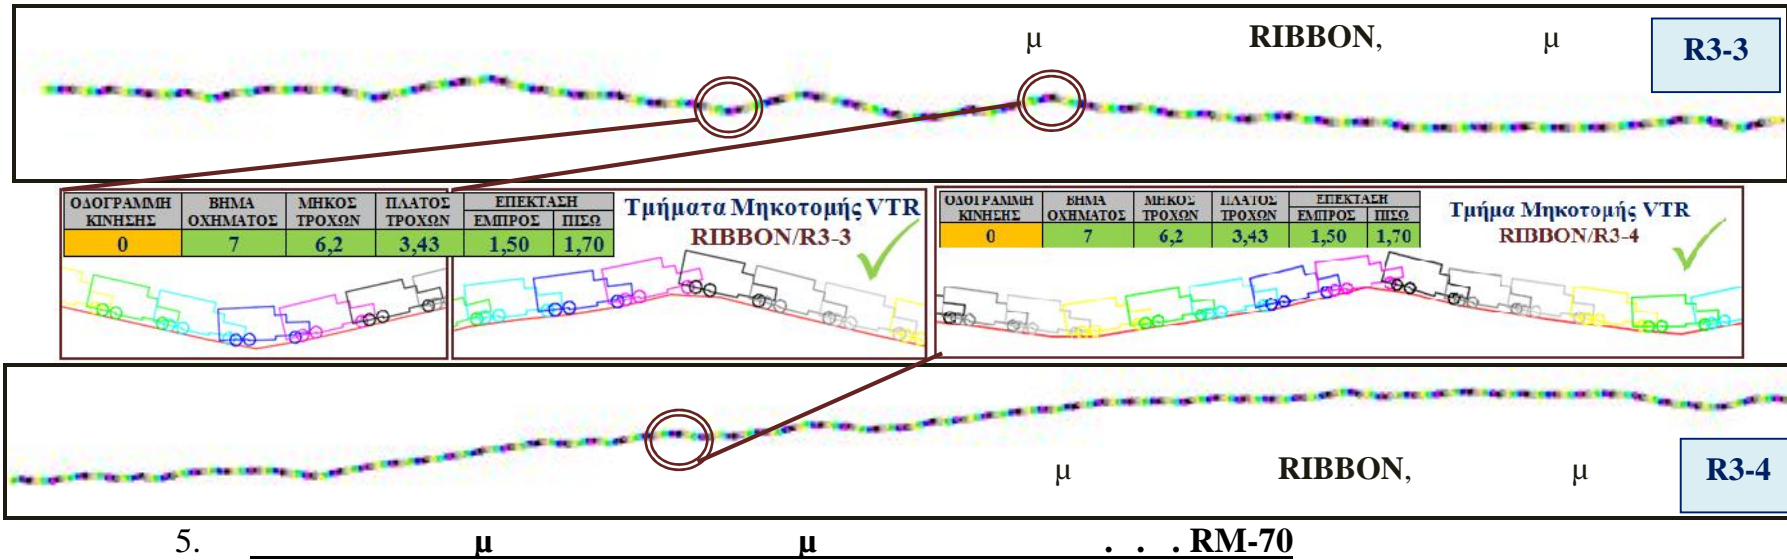 μ RIBBON, μ R3-3
ΟΔΟΓΡΑΜΜΗ ΚΙΝΗΣΗΣ ΒΗΜΑ ΟΧΗΜΑΤΟΣ ΜΗΚΟΣ ΤΡΟΧΩΝ ΠΛΑΤΟΣ ΤΡΟΧΩΝ ΕΠΕΚΤΑΣΗ ΕΜΠΡΟΣ ΠΙΣΩ
0 7 6,2 3,43 1,50 1,70
Τμήματα Μηκοτομής VTR
RIBBON/R3-3
ΟΔΟΓΡΑΜΜΗ ΚΙΝΗΣΗΣ ΒΗΜΑ ΟΧΗΜΑΤΟΣ ΜΗΚΟΣ ΤΡΟΧΩΝ ΠΛΑΤΟΣ ΤΡΟΧΩΝ ΕΠΕΚΤΑΣΗ ΕΜΠΡΟΣ ΠΙΣΩ
0 7 6,2 3,43 1,50 1,70
Τμήμα Μηκοτομής VTR
RIBBON/R3-4
μ RIBBON, μ R3-4
5. μ μ . . . RM-70